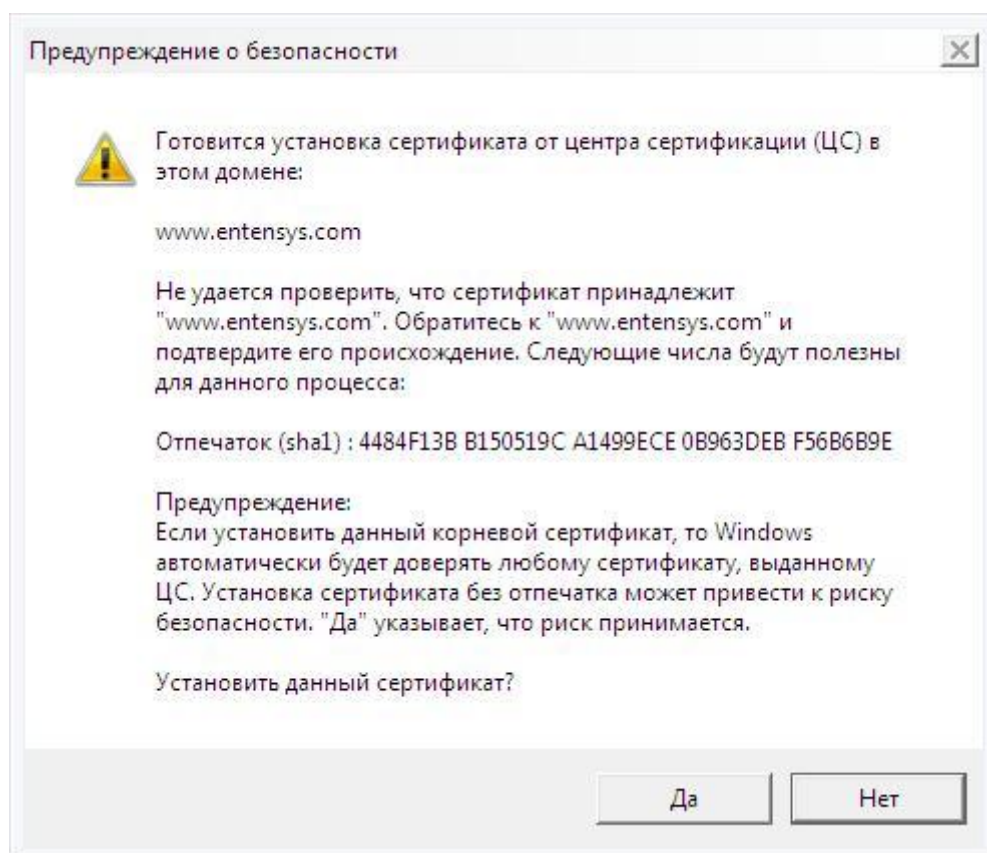 Предупреждение о безопасности
Готовится установка сертификата от центра сертификации (ЦС) в
этом домене:
www.entensys.com
Не удается проверить, что сертификат принадлежит
"www.entensys.com". Обратитесь к "www.entensys.com" и
подтвердите его происхождение. Следующие числа будут полезны
для данного процесса:
Отпечаток (sha1) : 4484F13B B150519C A1499ECE 0B963DEB F56B6B9E
Предупреждение:
Если установить данный корневой сертификат, то Windows
автоматически будет доверять любому сертификату, выданному
ЦС. Установка сертификата без отпечатка может привести к риску
безопасности. "Да" указывает, что риск принимается.
Установить данный сертификат?
Да
Нет